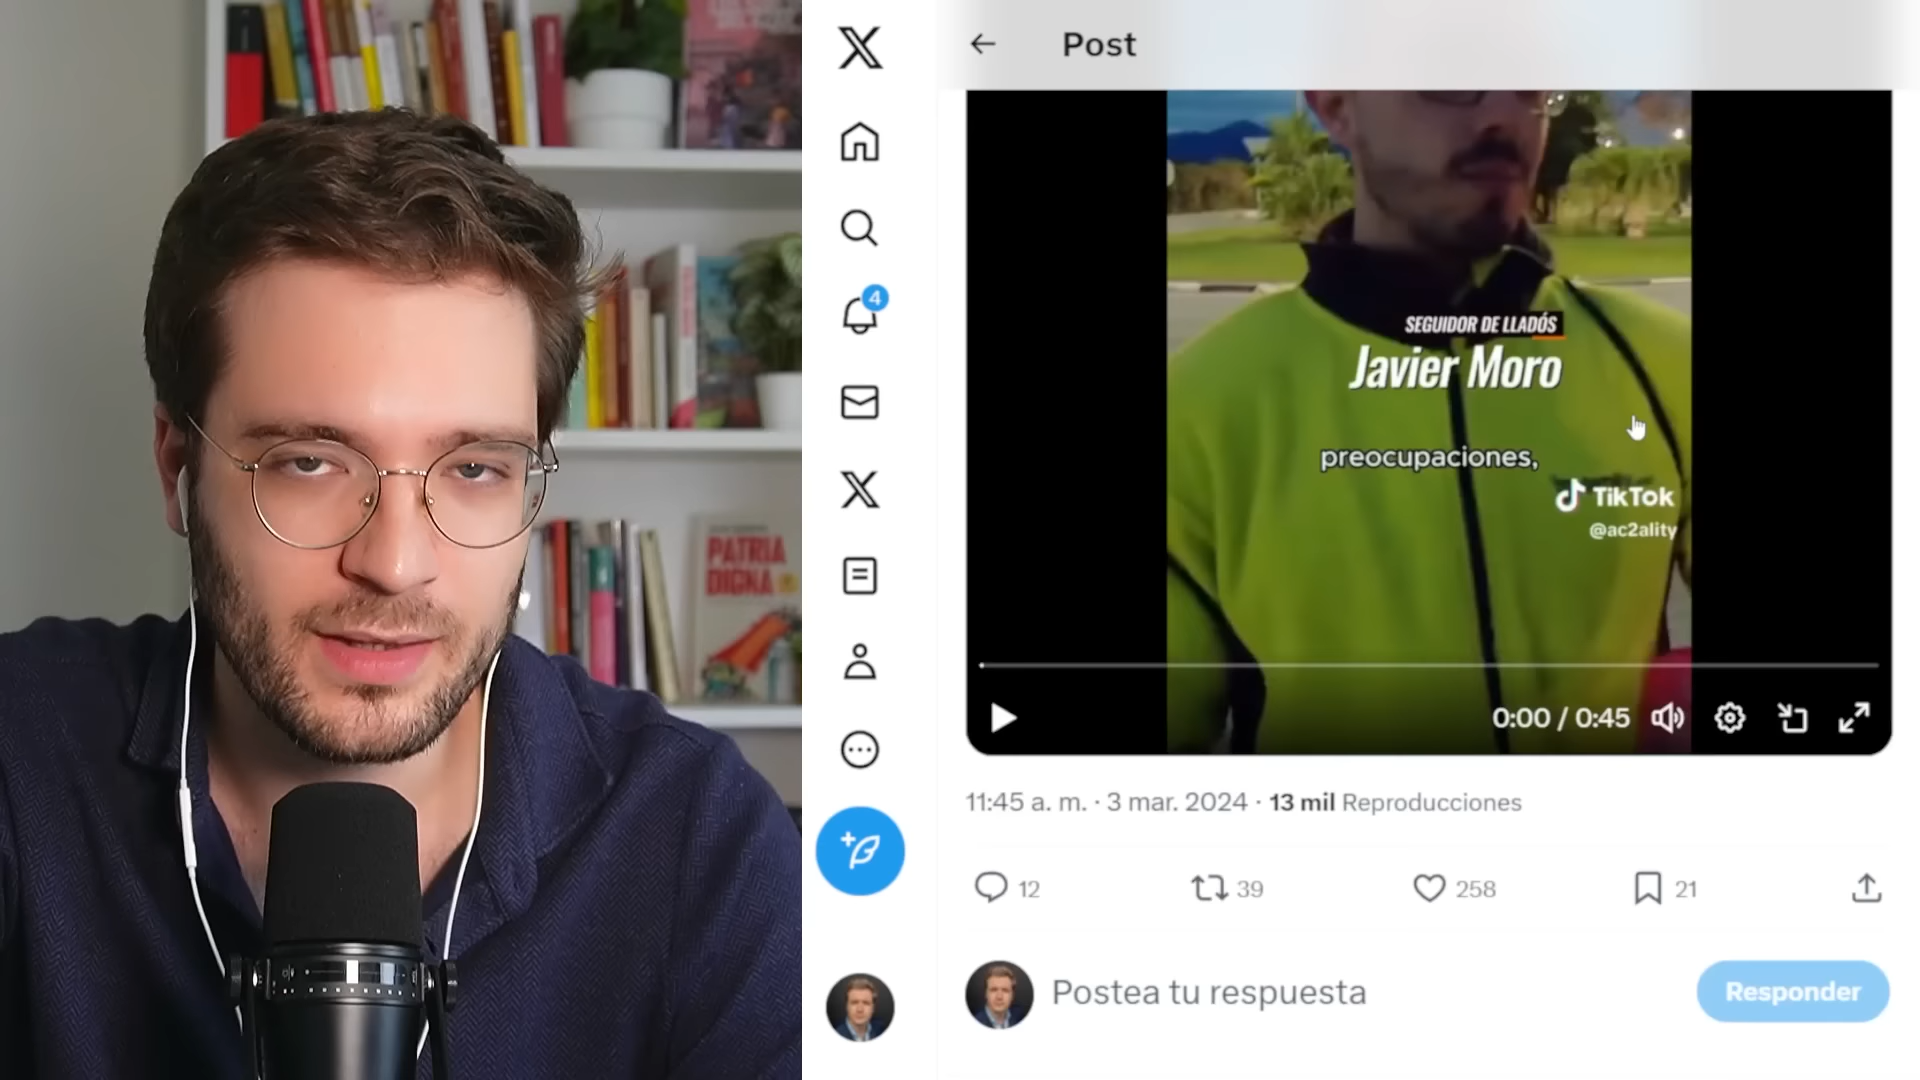 PATRIA
DIGNA
4
Post
SEGUIDOR DE LLADÓS
Javier Moro
preocupaciones,
TikTok
@ac2ality
0:00 / 0:45
11:45 a. m. · 3 mar. 2024 · 13 mil Reproducciones
12
39
258
21
Postea tu respuesta
Responder